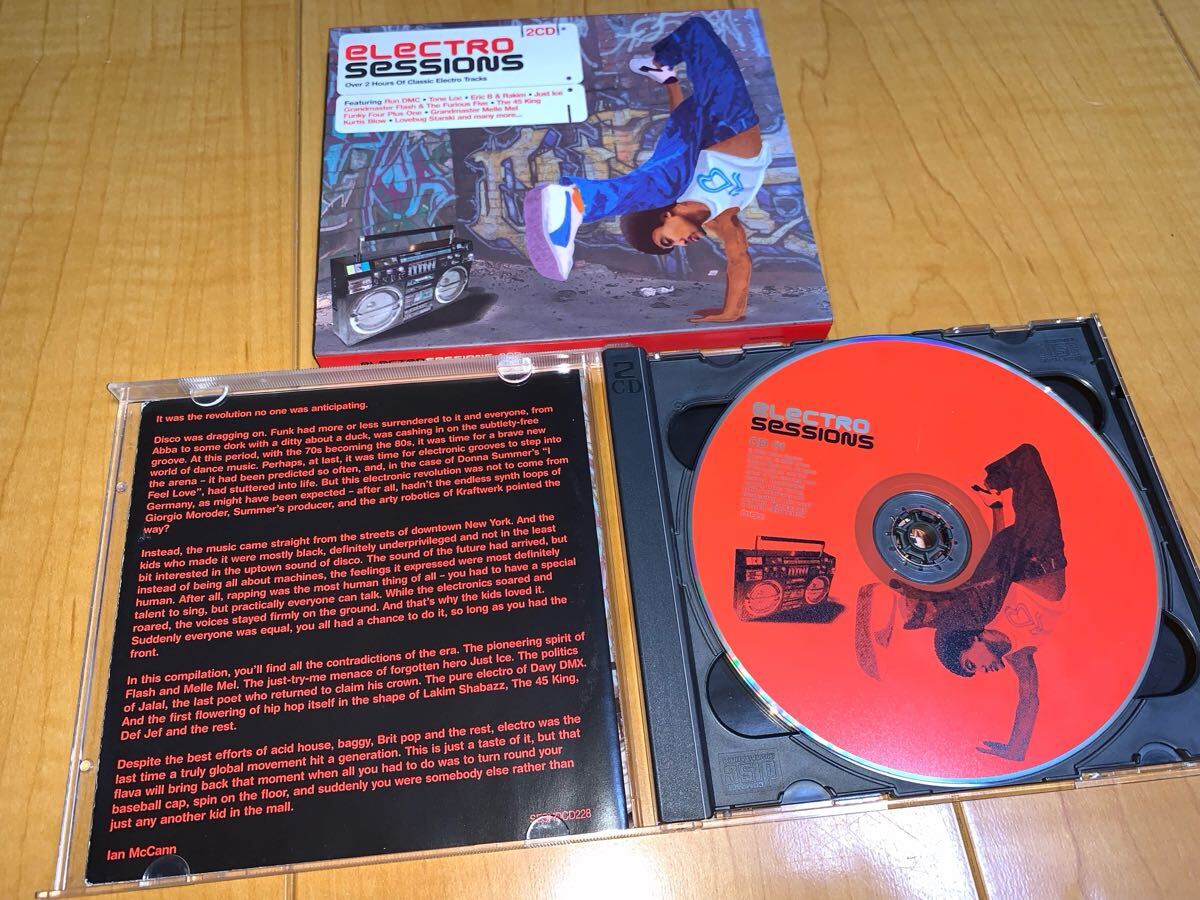 2CD
electro
sessions
Over 2 Hours Of Classic Electro Tracks
Featuring Run DMC • Tone Loc • Eric B & Rakim • Just Ice
Grandmaster Flash & The Furious Five • The 45 King
Funky Four Plus One • Grandmaster Melle Mel
Kurtis Blow • Lovebug Starski and many more...
electro sessions
2
CD
It was the revolution no one was anticipating.
Disco was dragging on. Funk had more or less surrendered to it and everyone, from
Abba to some dork with a ditty about a duck, was cashing in on the subtlety-free
groove. At this period, with the 70s becoming the 80s, it was time for a brave new
world of dance music. Perhaps, at last, it was time for electronic grooves to step into
the arena – it had been predicted so often, and, in the case of Donna Summer's "I
Feel Love", had stuttered into life. But this electronic revolution was not to come from
Germany, as might have been expected – after all, hadn't the endless synth loops of
Giorgio Moroder, Summer's producer, and the arty robotics of Kraftwerk pointed the
way?
Instead, the music came straight from the streets of downtown New York. And the
kids who made it were mostly black, definitely underprivileged and not in the least
bit interested in the uptown sound of disco. The sound of the future had arrived, but
instead of being all about machines, the feelings it expressed were most definitely
human. After all, rapping was the most human thing of all – you had to have a special
talent to sing, but practically everyone can talk. While the electronics soared and
roared, the voices stayed firmly on the ground. And that's why the kids loved it.
Suddenly everyone was equal, you all had a chance to do it, so long as you had the
front.
In this compilation, you'll find all the contradictions of the era. The pioneering spirit of
Flash and Melle Mel. The just-try-me menace of forgotten hero Just Ice. The politics
of Jalal, the last poet who returned to claim his crown. The pure electro of Davy DMX.
And the first flowering of hip hop itself in the shape of Lakim Shabazz, The 45 King,
Def Jef and the rest.
Despite the best efforts of acid house, baggy, Brit pop and the rest, electro was the
last time a truly global movement hit a generation. This is just a taste of it, but that
flava will bring back that moment when all you had to do was to turn round your
baseball cap, spin on the floor, and suddenly you were somebody else rather than
just any another kid in the mall.
Ian McCann
CD228
electro
sessions
CD 01